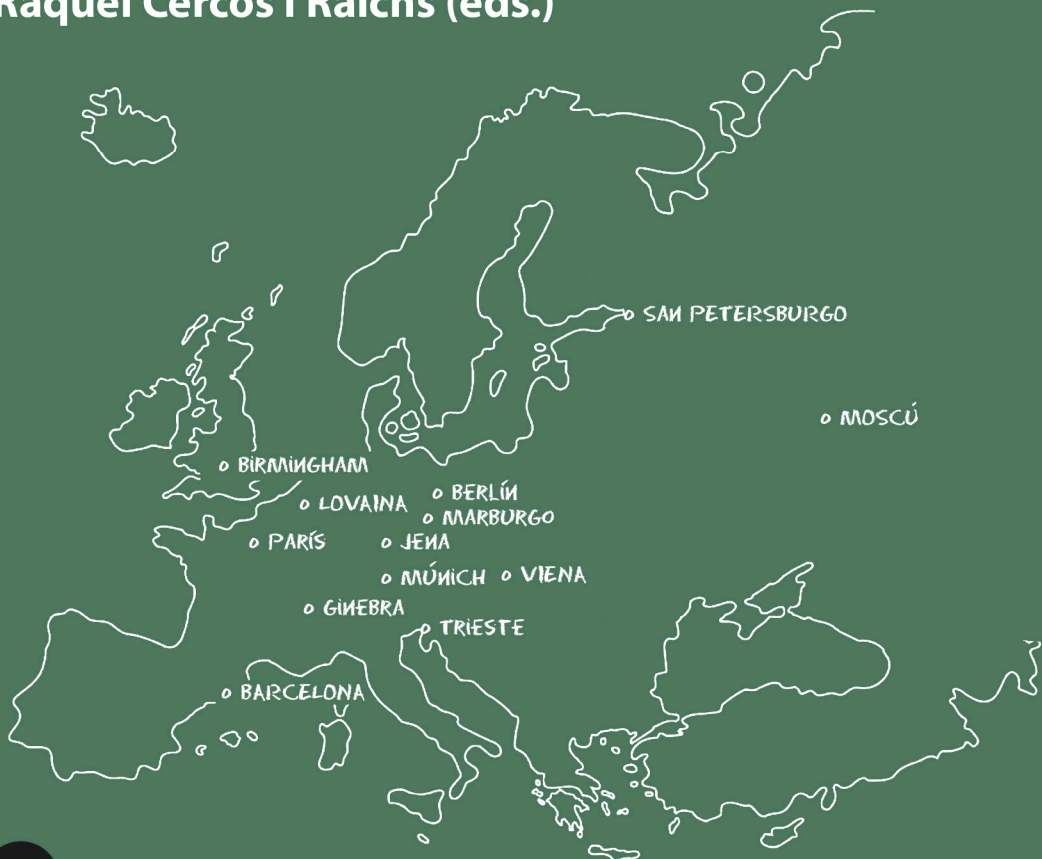 Raquel Cercós i Raichs (eds.)
SAN PETERSBURGO
MOSCÚ
BIRMINGHAM
BERLÍN
LOVAINA
MARBURGO
PARÍS
JENA
MÚNICH
VIENA
GINEBRA
TRIESTE
BARCELONA